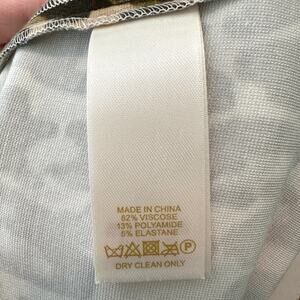 MADE IN CHINA
82% VISCOSE
13% POLYAMIDE
5% ELASTANE
P
DRY CLEAN ONLY